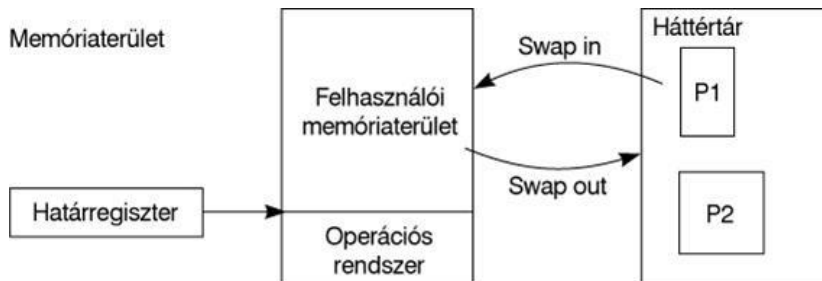 Memóriaterület
Felhasználói
memóriaterület
Operációs
rendszer
Határregiszter
Swap in
Swap out
Háttértár
P1
P2